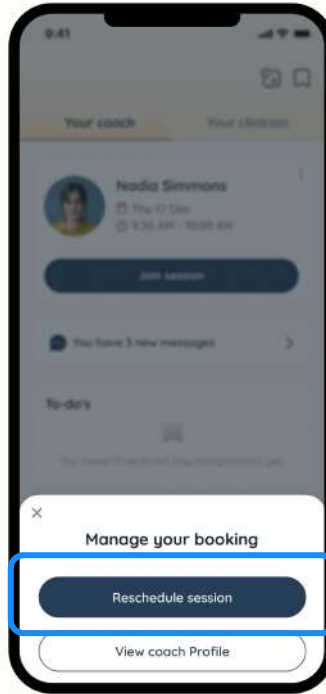 9:41
Your coach
Your clinician
Nadia Simmons
Thu 17 Dec
9:30 AM - 10:00 AM
Join session
You have 3 new messages
To-do's
Manage your booking
Reschedule session
View coach Profile